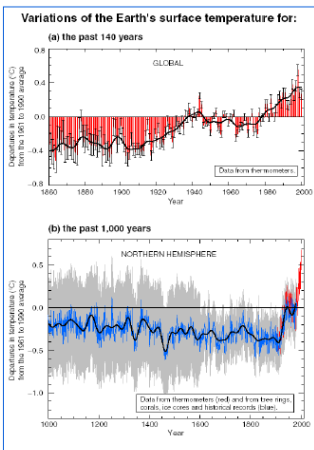 Variations of the Earth's surface temperature for:
(a) the past 140 years
GLOBAL
Departures in temperature (°C)
from the 1961 to 1990 average
0.8
0.4
0.0
-0.4
-0.8
Data from thermometers.
1860 1880 1900 1920 1940 1960 1980 2000
Year
(b) the past 1,000 years
NORTHERN HEMISPHERE
Departures in temperature (°C)
from the 1961 to 1990 average
0.5
0.0
-0.5
-1.0
Data from thermometers (red) and from tree rings,
corals, ice cores and historical records (blue).
1000 1200 1400 1600 1800 2000
Year